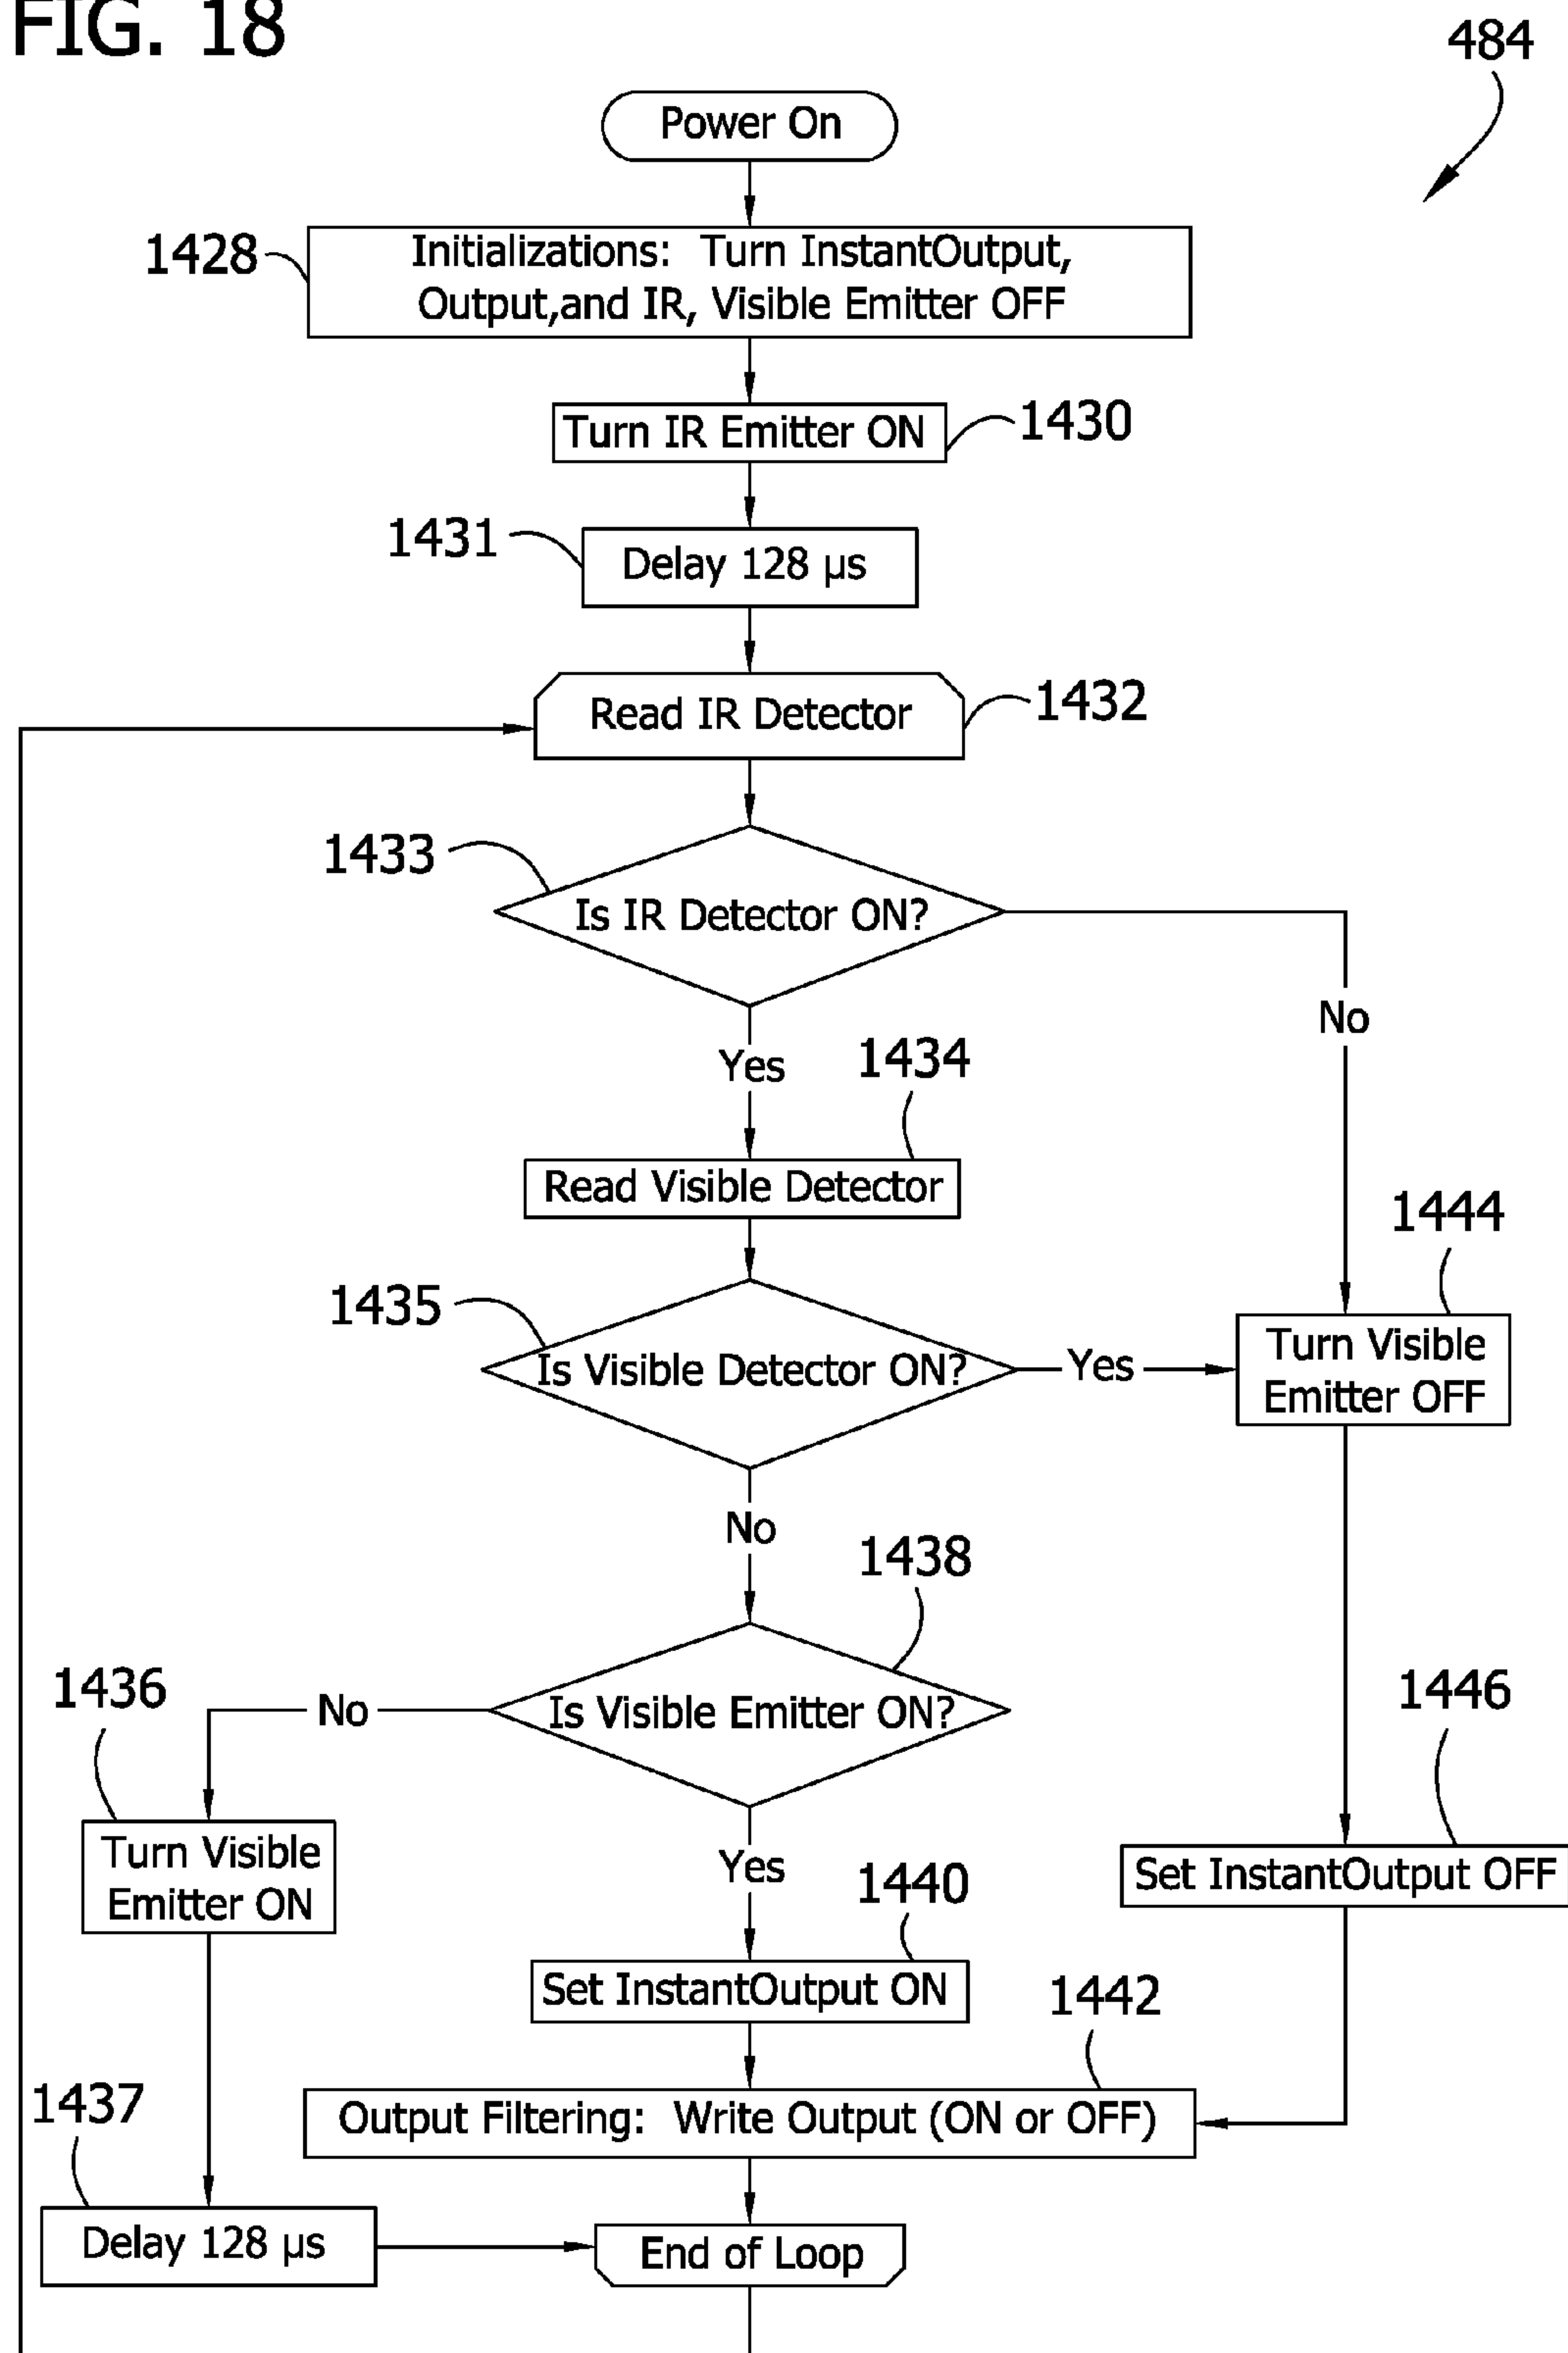 FIG. 18
484
Power On
1428
Initializations: Turn InstantOutput,
Output,and IR, Visible Emitter OFF
Turn IR Emitter ON
1430
1431
Delay 128 µs
Read IR Detector
1432
1433
Is IR Detector ON?
No
Yes
1434
Read Visible Detector
1444
1435
Is Visible Detector ON?
Yes
Turn Visible
Emitter OFF
No
1438
1436
No
Is Visible Emitter ON?
1446
Turn Visible
Emitter ON
Yes
1440
Set InstantOutput OFF
Set InstantOutput ON
1442
1437
Output Filtering: Write Output (ON or OFF)
Delay 128 µs
End of Loop